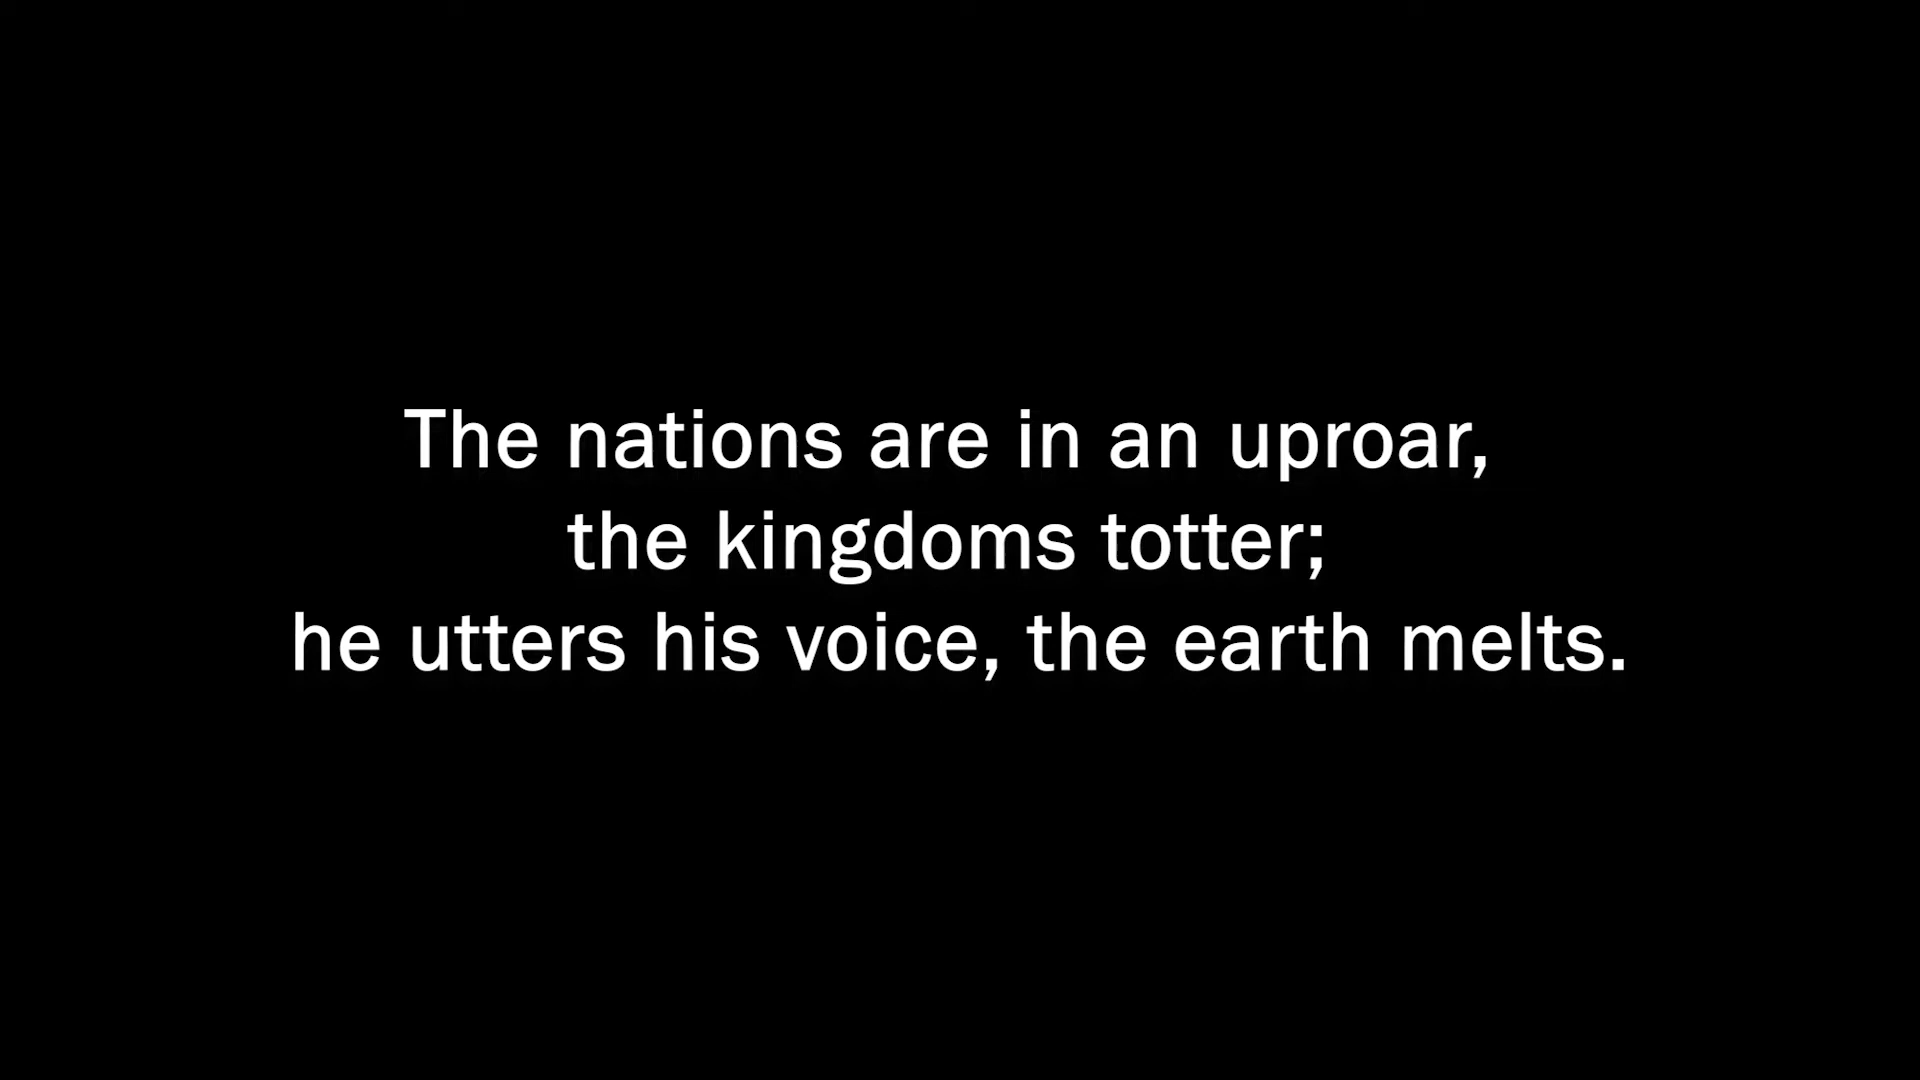 The nations are in an uproar,
the kingdoms totter;
he utters his voice, the earth melts.